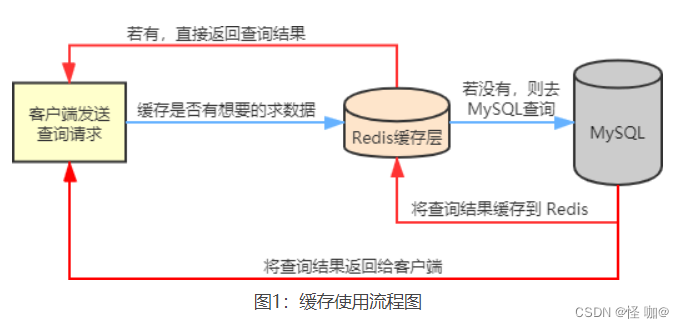 若有，直接返回查询结果
客户端发送
查询请求
缓存是否有想要的求数据
Redis缓存层
若没有，则去
MySQL查询
MySQL
将查询结果缓存到 Redis
将查询结果返回给客户端
图1：缓存使用流程图
CSDN @怪 咖@